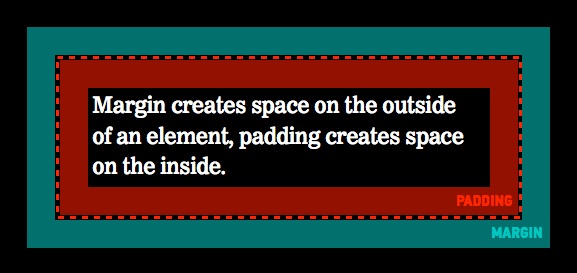 Margin creates space on the outside
of an element, padding creates space
on the inside.
PADDING
MARGIN